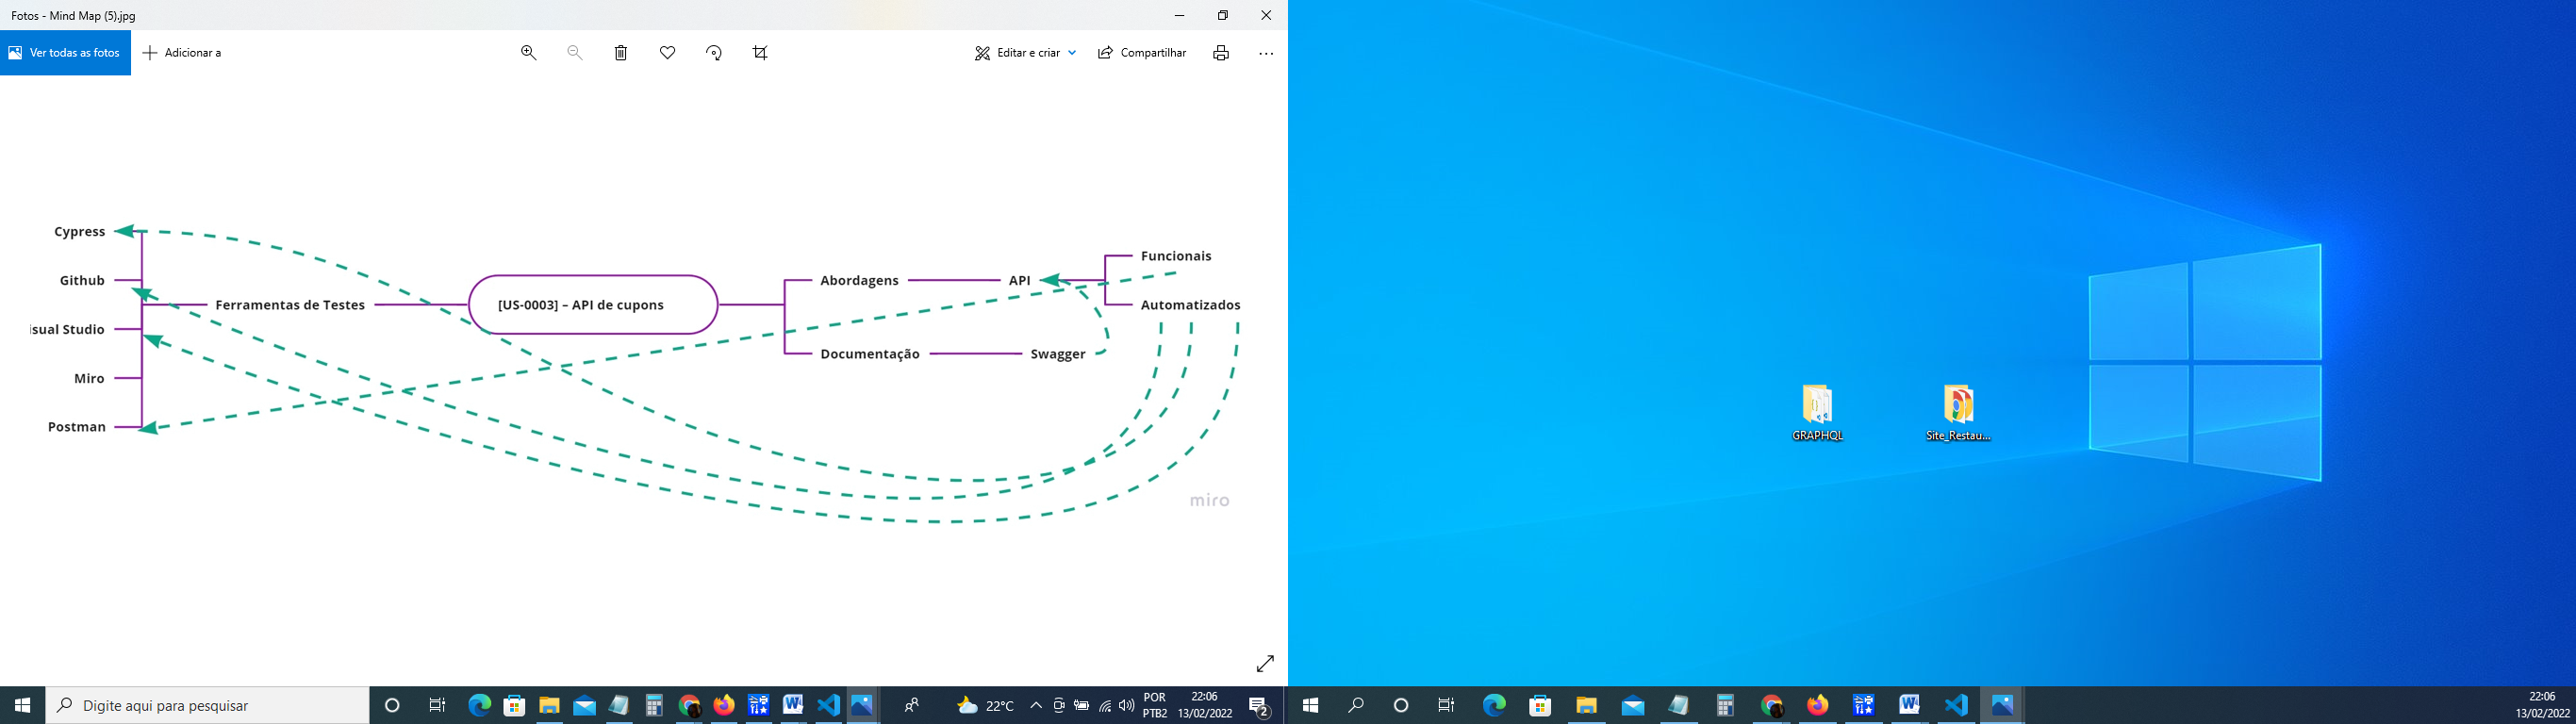 Fotos - Mind Map (5).jpg
Ver todas as fotos
Adicionar a
Editar e criar
Compartilhar
Cypress
Github
isual Studio
Miro
Postman
Ferramentas de Testes
[US-0003] – API de cupons
Abordagens
API
Funcionais
Automatizados
Documentação
Swagger
miro
GRAPHQL
Site_Restau...
Digite aqui para pesquisar
22°C
POR
PTB2
22:06
13/02/2022
2
22:06
13/02/2022